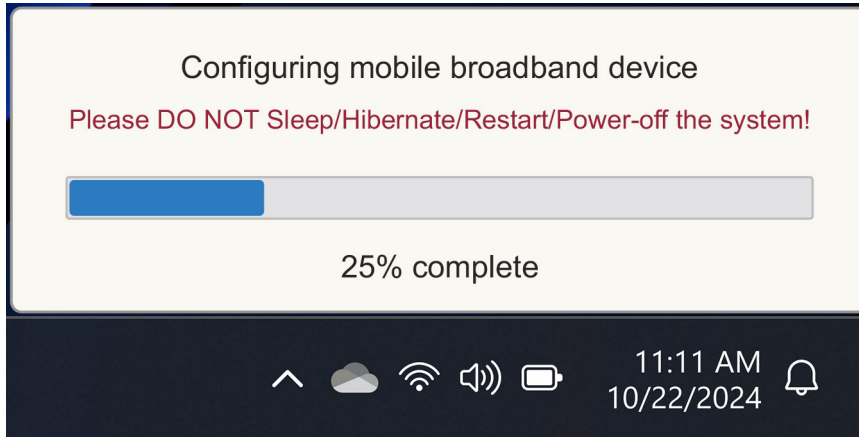 Configuring mobile broadband device
Please DO NOT Sleep/Hibernate/Restart/Power-off the system!
25% complete
11:11 AM
10/22/2024